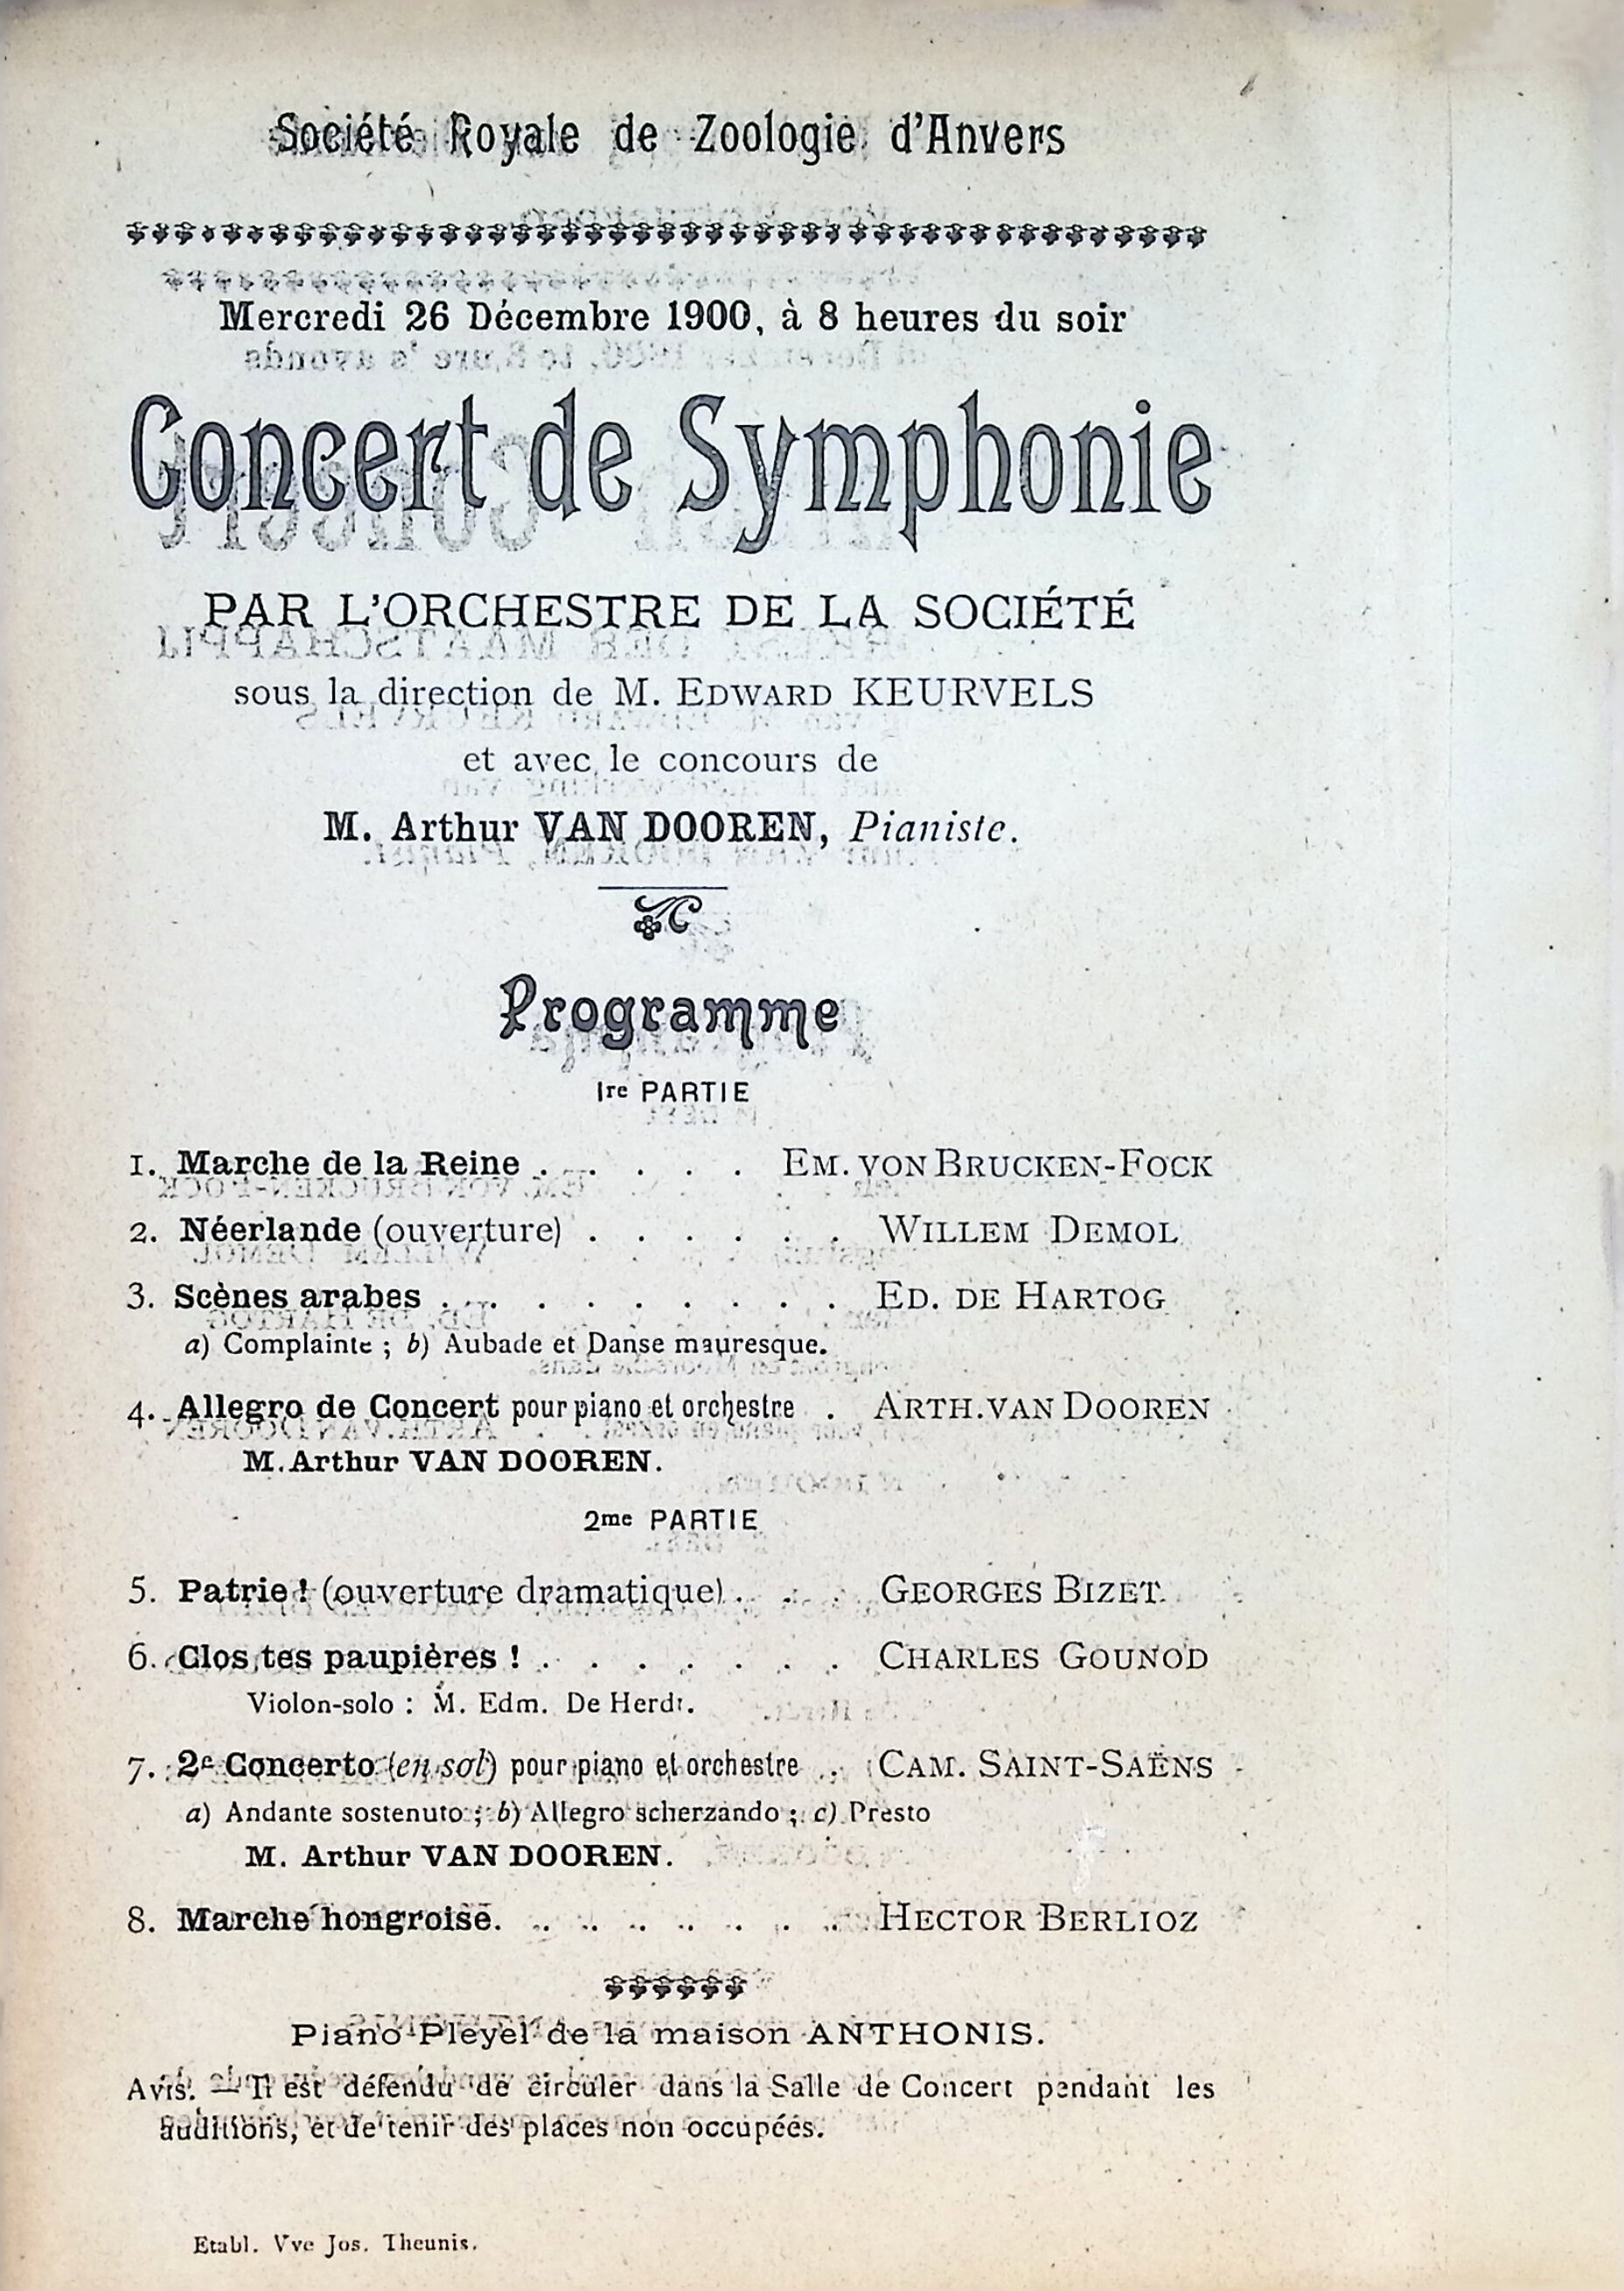 Société Royale de Zoologie d'Anvers
Mercredi 26 Décembre 1900, à 8 heures du soir
Concert de Symphonie
PAR L'ORCHESTRE DE LA SOCIÉTÉ
sous la direction de M. EDWARD KEURVELS
et avec le concours de
M. Arthur VAN DOOREN, Pianiste.
Programme
1re PARTIE
1. Marche de la Reine . . . . . EM. VON BRUCKEN-FOCK
2. Néerlande (ouverture) . . . . . . WILLEM DEMOL
3. Scènes arabes . . . . . . . . . ED. DE HARTOG
a) Complainte ; b) Aubade et Danse mauresque.
4. Allegro de Concert pour piano et orchestre . ARTH. VAN DOOREN
M. Arthur VAN DOOREN.
2me PARTIE
5. Patrie ! (ouverture dramatique) . . . GEORGES BIZET
6. Clos tes paupières ! . . . . . . . CHARLES GOUNOD
Violon-solo : M. Edm. De Herdt.
7. 2e Concerto (en sol) pour piano et orchestre . . CAM. SAINT-SAËNS
a) Andante sostenuto ; b) Allegro scherzando ; c) Presto
M. Arthur VAN DOOREN.
8. Marche hongroise. . . . . . . . HECTOR BERLIOZ
Piano Pleyel de la maison ANTHONIS.
Avis. — Il est défendu de circuler dans la Salle de Concert pendant les
auditions, et de tenir des places non occupées.
Etabl. Vve Jos. Theunis.